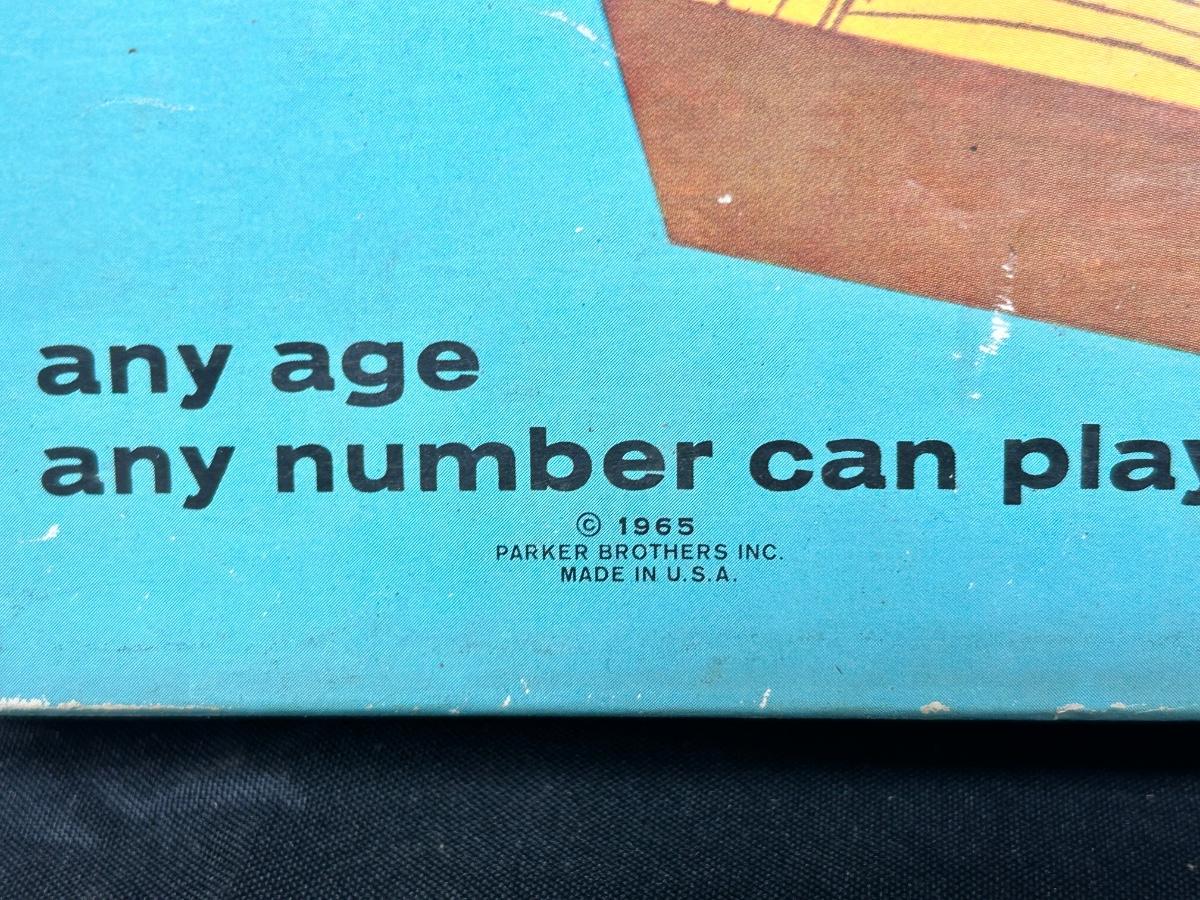 any age
any number can play
© 1965
PARKER BROTHERS INC.
MADE IN U.S.A.